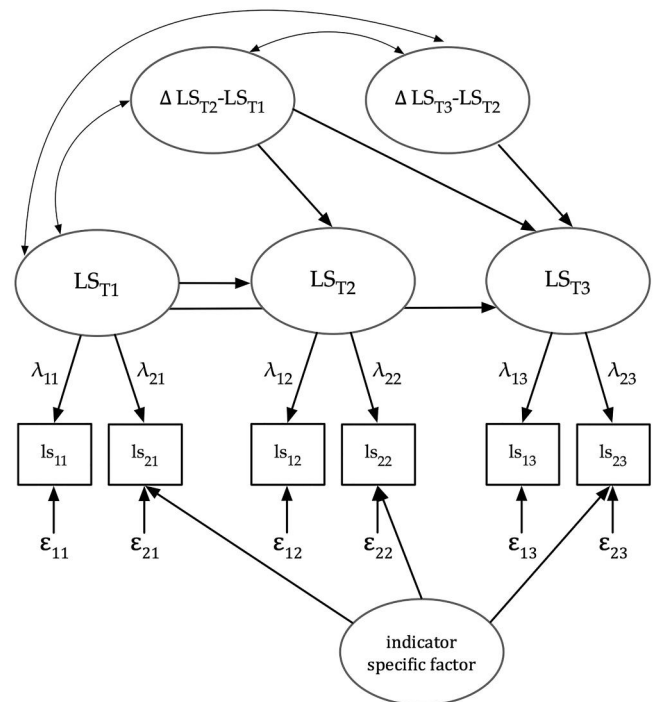 Δ LS_T2-LS_T1
Δ LS_T3-LS_T2
LS_T1
LS_T2
LS_T3
λ₁₁
λ₂₁
λ₁₂
λ₂₂
λ₁₃
λ₂₃
ls₁₁
ls₂₁
ls₁₂
ls₂₂
ls₁₃
ls₂₃
ε₁₁
ε₂₁
ε₁₂
ε₂₂
ε₁₃
ε₂₃
indicator
specific factor